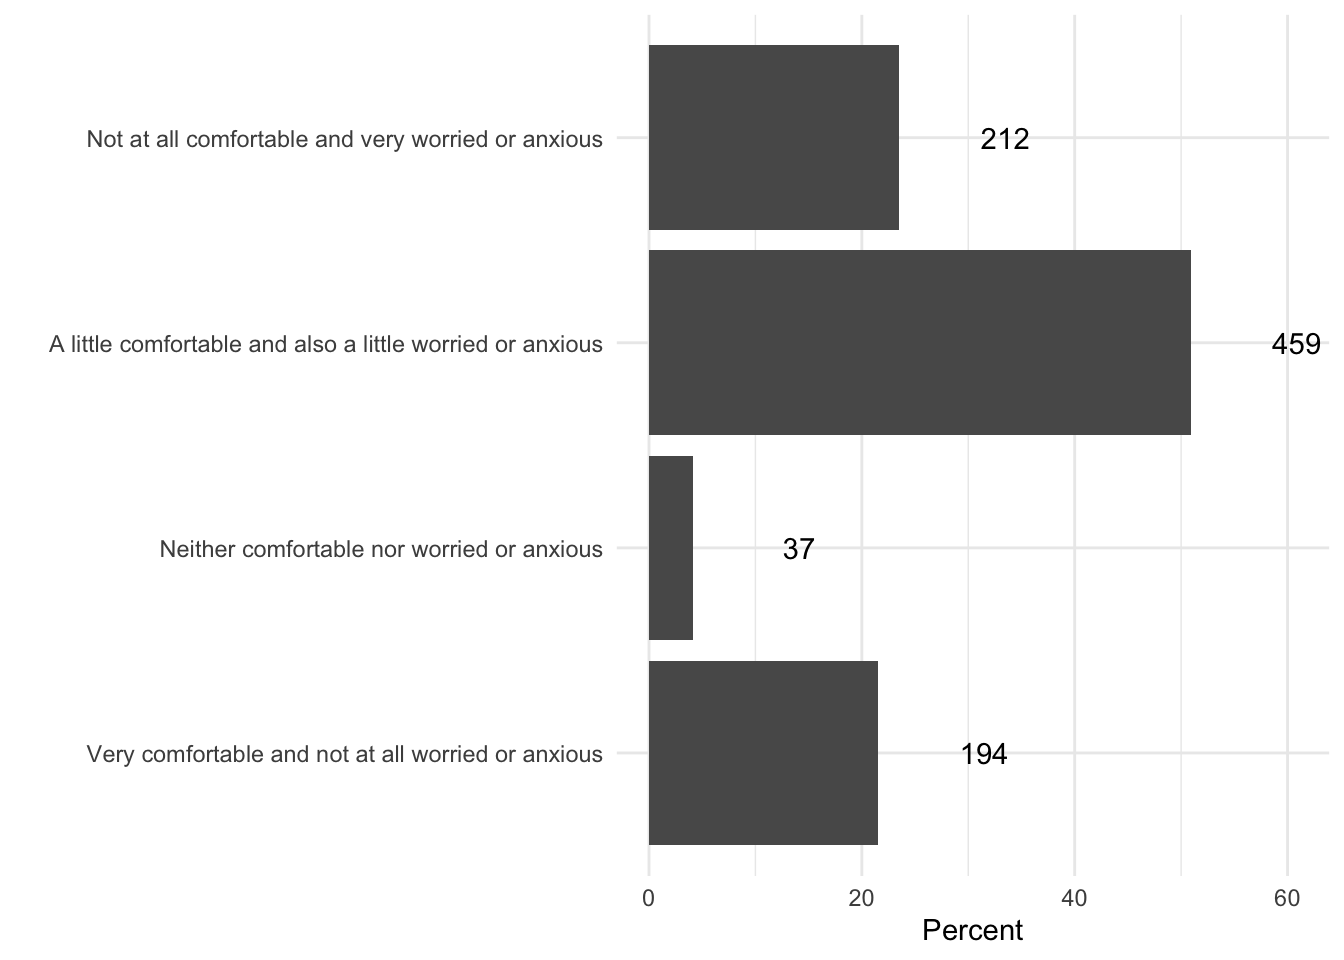 Not at all comfortable and very worried or anxious 212
A little comfortable and also a little worried or anxious 459
Neither comfortable nor worried or anxious 37
Very comfortable and not at all worried or anxious 194
0 20 40 60
Percent